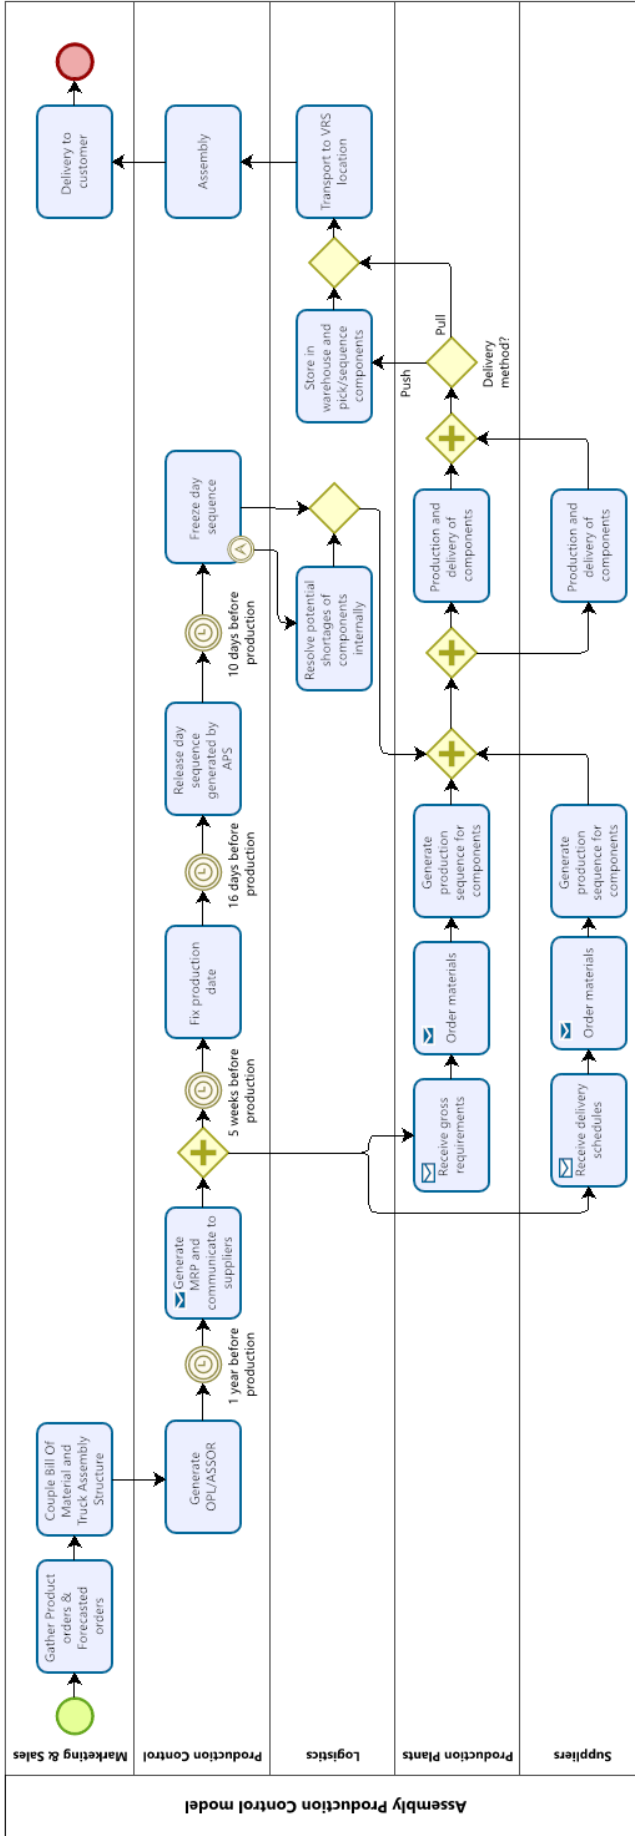 Assembly Production Control model
Marketing & Sales
Gather Product
orders &
Forecasted
orders
Couple Bill Of
Material and
Truck Assembly
Structure
Delivery to
customer
Production Control
Generate
OPL/ASSOR
1 year before
production
Generate
MRP and
communicate to
suppliers
5 weeks before
production
Fix production
date
16 days before
production
Release day
sequence
generated by
APS
10 days before
production
Freeze day
sequence
A
Assembly
Logistics
Resolve potential
shortages of
components
internally
Store in
warehouse and
pick/sequence
components
Transport to VRS
location
Production Plants
Receive gross
requirements
Order materials
Generate
production
sequence for
components
Production and
delivery of
components
Push
Pull
Delivery
method?
Suppliers
Receive delivery
schedules
Order materials
Generate
production
sequence for
components
Production and
delivery of
components